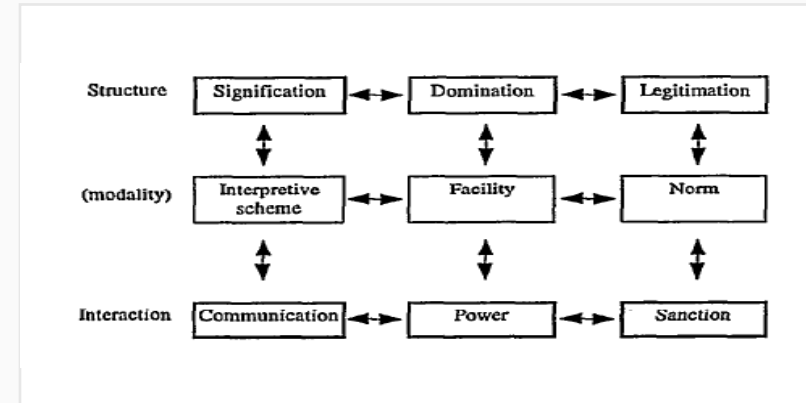 Structure Signification Domination Legitimation
(modality) Interpretive scheme Facility Norm
Interaction Communication Power Sanction